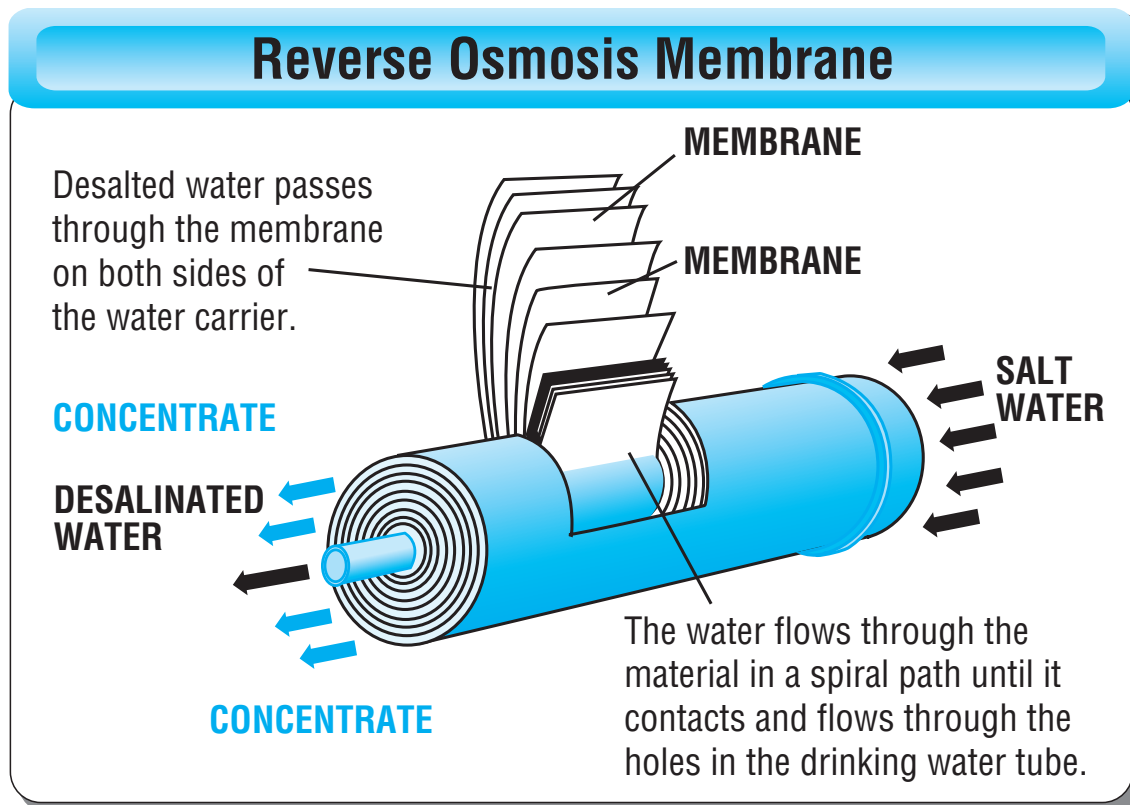 Reverse Osmosis Membrane
MEMBRANE
Desalted water passes
through the membrane
on both sides of
the water carrier.
MEMBRANE
SALT
WATER
CONCENTRATE
DESALINATED
WATER
The water flows through the
material in a spiral path until it
contacts and flows through the
holes in the drinking water tube.
CONCENTRATE